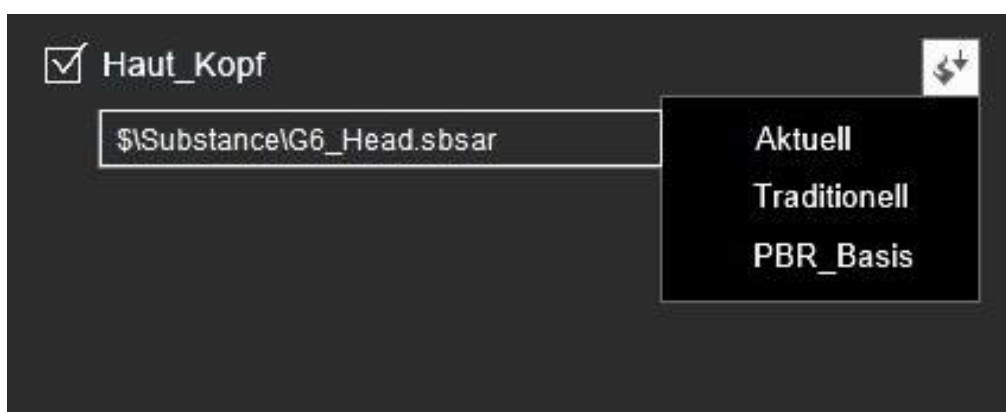 Haut_Kopf
$\Substance\G6_Head.sbsar
Aktuell
Traditionell
PBR_Basis